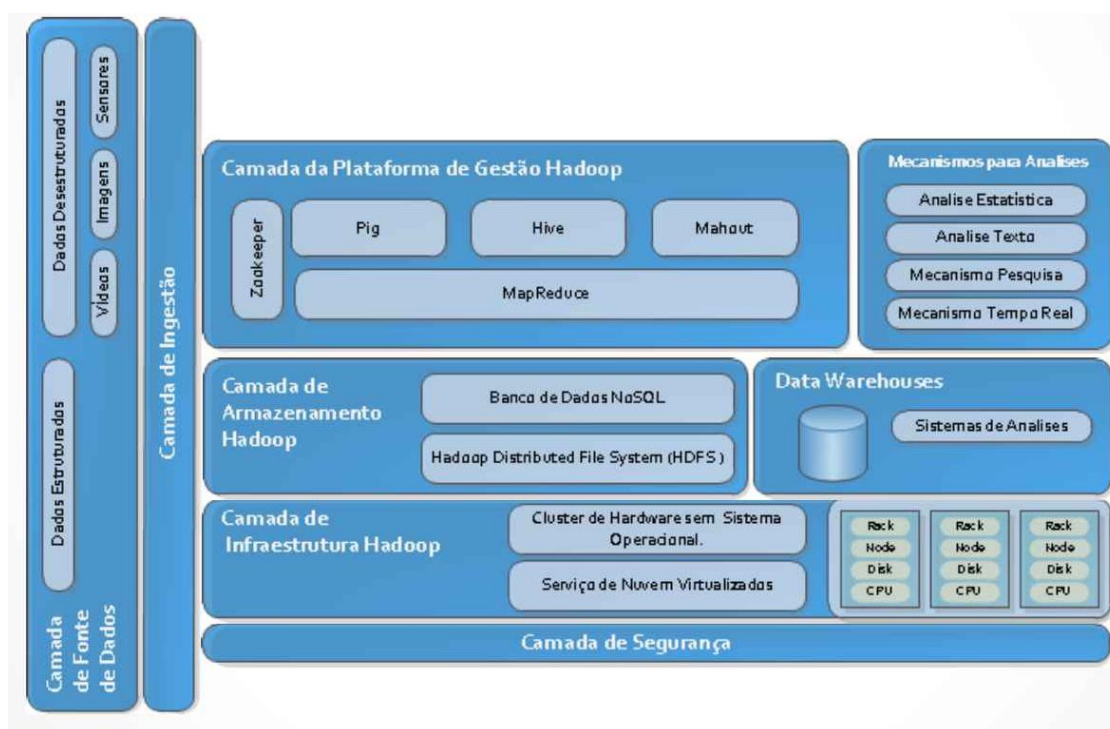 Camada
de Fonte
de Dados
Dados Desestruturados
Sensores
Imagens
Vídeos
Dados Estruturados
Camada de Ingestão
Camada da Plataforma de Gestão Hadoop
Zookeeper
Pig
Hive
Mahout
MapReduce
Mecanismos para Analises
Analise Estatística
Analise Texto
Mecanismo Pesquisa
Mecanismo Tempo Real
Camada de
Armazenamento
Hadoop
Banco de Dados NoSQL
Hadoop Distributed File System (HDFS )
Data Warehouses
Sistemas de Analises
Camada de
Infraestrutura Hadoop
Cluster de Hardware sem Sistema
Operacional.
Serviço de Nuvem Virtualizados
Rack
Node
Disk
CPU
Rack
Node
Disk
CPU
Rack
Node
Disk
CPU
Camada de Segurança